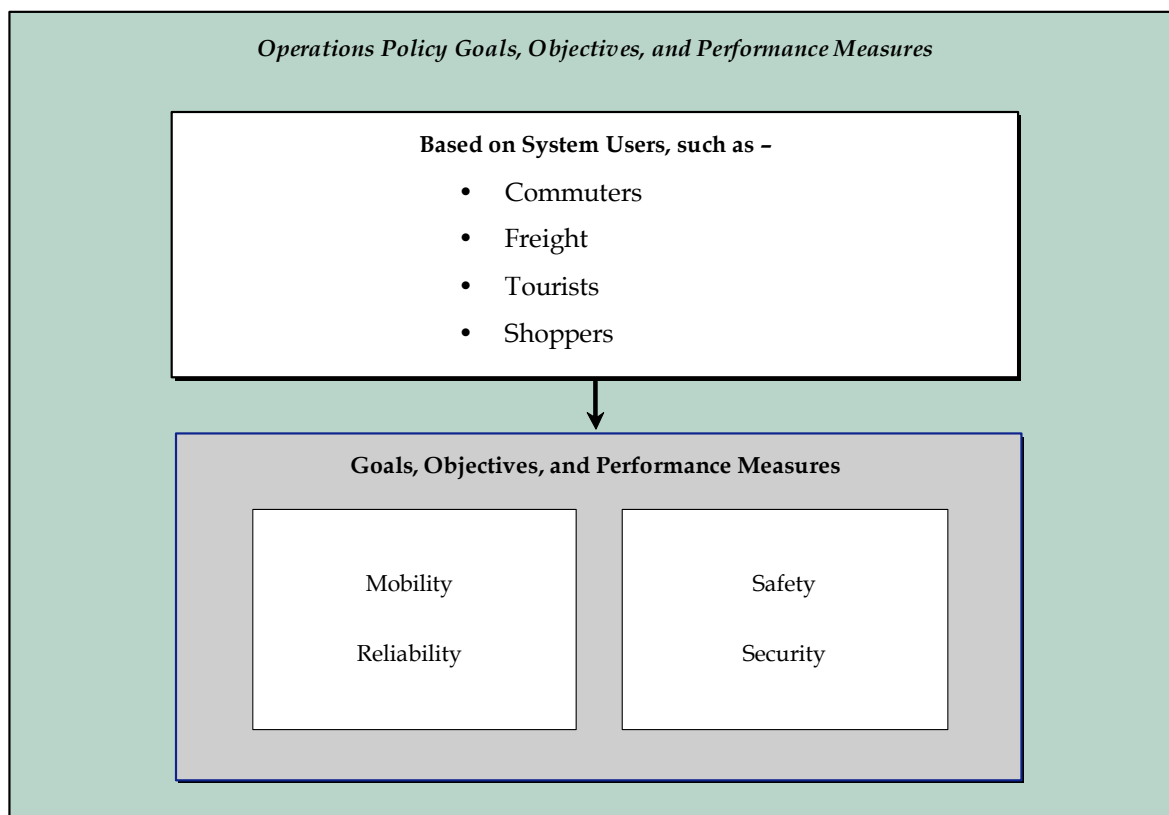 Operations Policy Goals, Objectives, and Performance Measures
Based on System Users, such as –
• Commuters
• Freight
• Tourists
• Shoppers
Goals, Objectives, and Performance Measures
Mobility
Reliability
Safety
Security